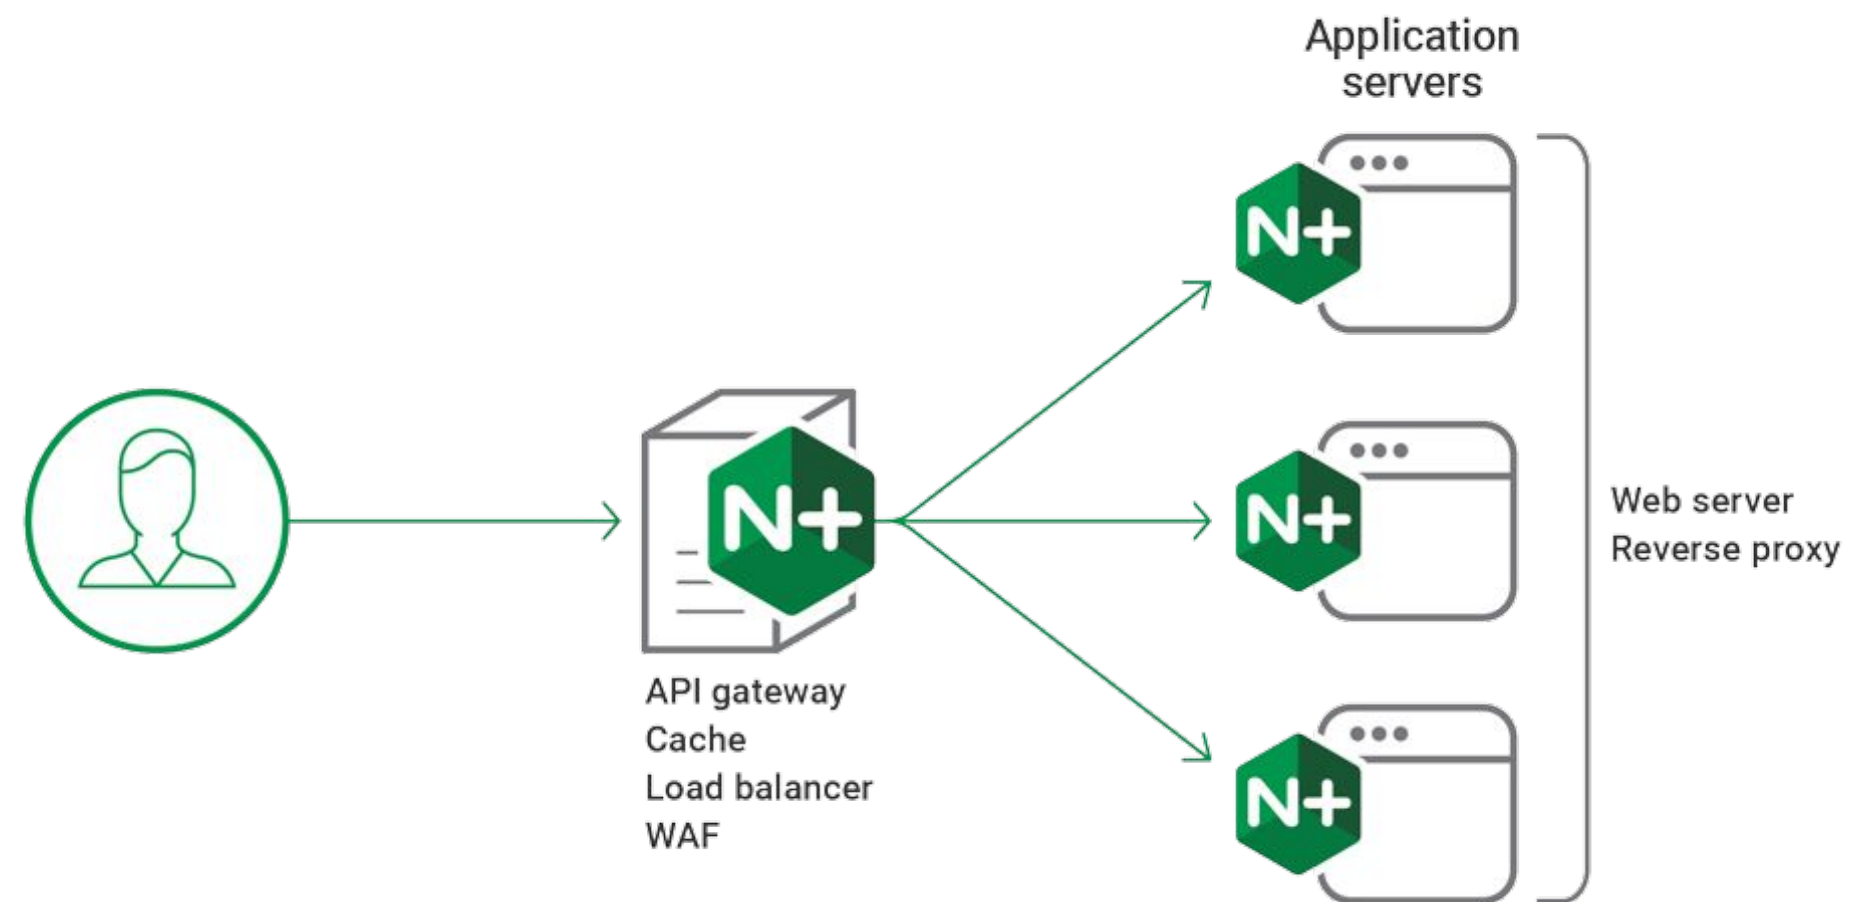 Application
servers
N+
N+
N+
Web server
Reverse proxy
N+
API gateway
Cache
Load balancer
WAF